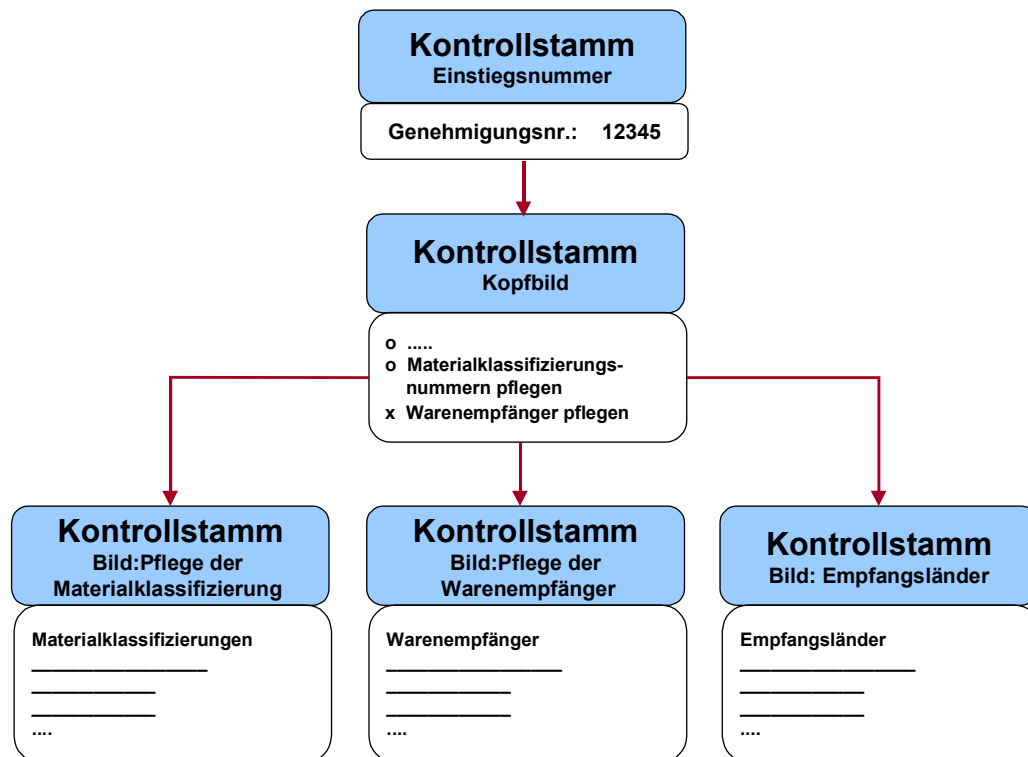 Kontrollstamm
Einstiegsnummer
Genehmigungsnr.: 12345
Kontrollstamm
Kopfbild
o .....
o Materialklassifizierungs-
nummern pflegen
x Warenempfänger pflegen
Kontrollstamm
Bild:Pflege der
Materialklassifizierung
Materialklassifizierungen
....
Kontrollstamm
Bild:Pflege der
Warenempfänger
Warenempfänger
....
Kontrollstamm
Bild: Empfangsländer
Empfangsländer
....